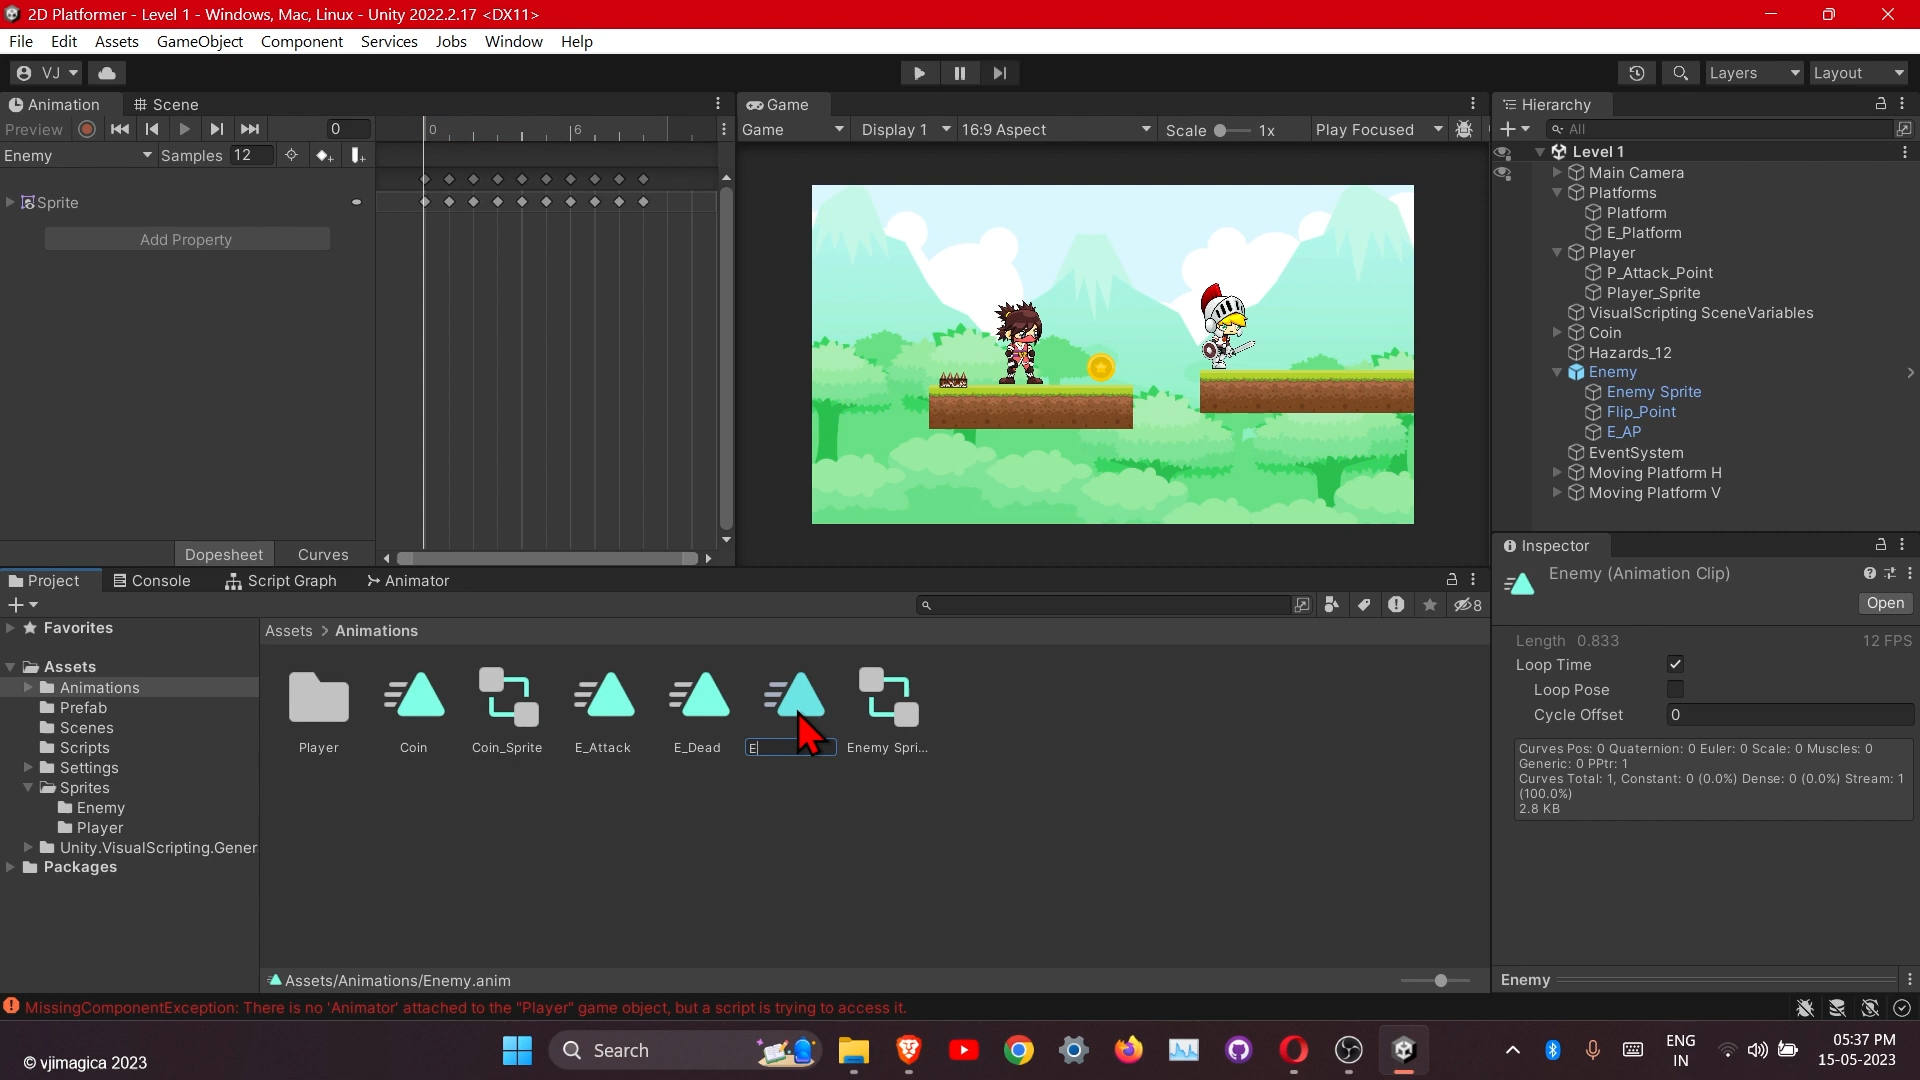 2D Platformer - Level 1 - Windows, Mac, Linux - Unity 2022.2.17 <DX11>
File Edit Assets GameObject Component Services Jobs Window Help
VJ Layers Layout
Animation Scene Game Hierarchy
Preview 0 0 6 Game Display 1 16:9 Aspect Scale 1x Play Focused All
Enemy Samples 12
Sprite
Add Property
Level 1
Main Camera
Platforms
Platform
E_Platform
Player
P_Attack_Point
Player_Sprite
VisualScripting SceneVariables
Coin
Hazards_12
Enemy
Enemy Sprite
Flip_Point
E_AP
EventSystem
Moving Platform H
Moving Platform V
Dopesheet Curves
Project Console Script Graph Animator
8
Favorites
Assets
Animations
Prefab
Scenes
Scripts
Settings
Sprites
Enemy
Player
Unity.VisualScripting.Gener
Packages
Assets > Animations
Player Coin Coin_Sprite E_Attack E_Dead E Enemy Spri...
Assets/Animations/Enemy.anim
Inspector
Enemy (Animation Clip)
Open
Length 0.833 12 FPS
Loop Time
Loop Pose
Cycle Offset 0
Curves Pos: 0 Quaternion: 0 Euler: 0 Scale: 0 Muscles: 0
Generic: 0 PPtr: 1
Curves Total: 1, Constant: 0 (0.0%) Dense: 0 (0.0%) Stream: 1
(100.0%)
2.8 KB
Enemy
MissingComponentException: There is no 'Animator' attached to the "Player" game object, but a script is trying to access it.
© vjimagica 2023
Search
ENG
IN
05:37 PM
15-05-2023